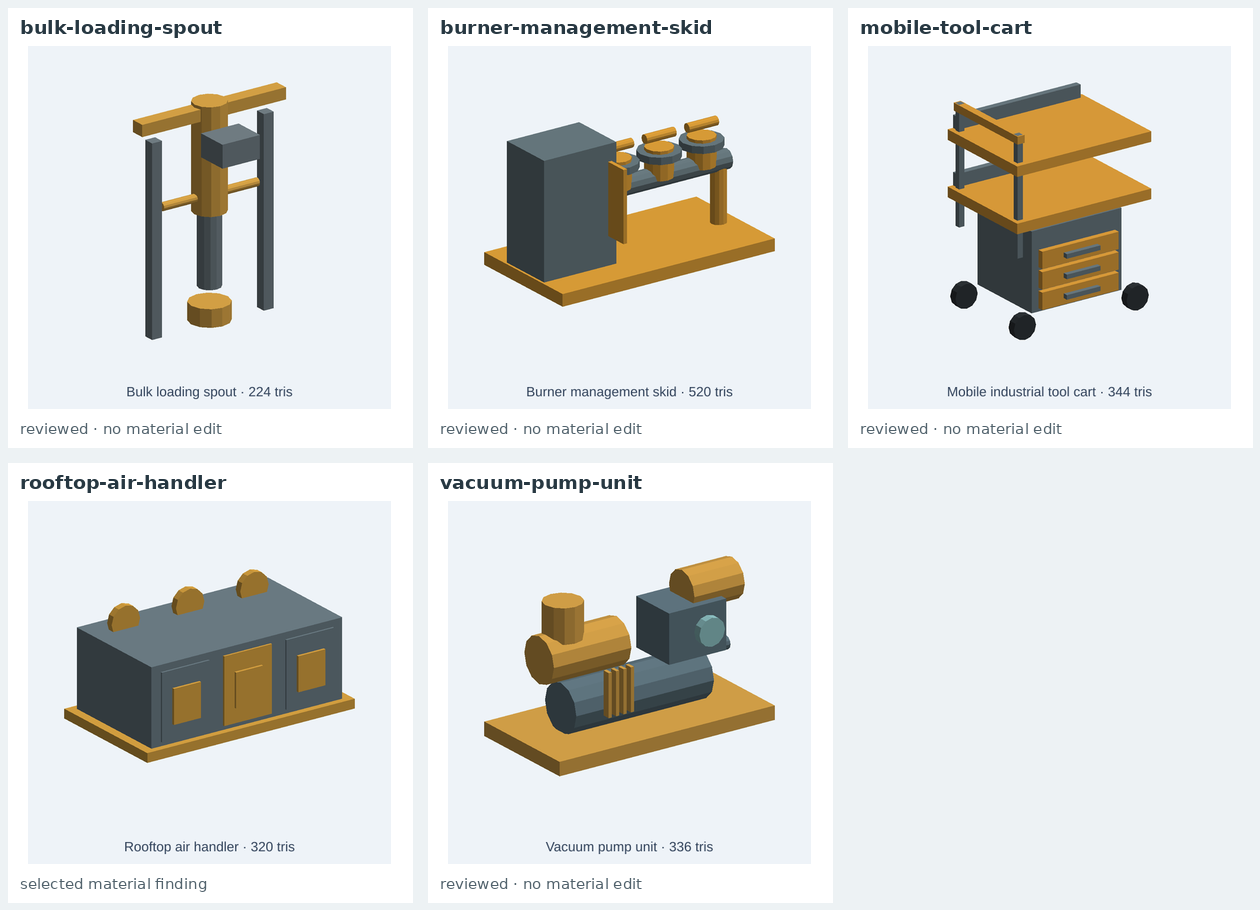 bulk-loading-spout
Bulk loading spout · 224 tris
reviewed · no material edit
burner-management-skid
Burner management skid · 520 tris
reviewed · no material edit
mobile-tool-cart
Mobile industrial tool cart · 344 tris
reviewed · no material edit
rooftop-air-handler
Rooftop air handler · 320 tris
selected material finding
vacuum-pump-unit
Vacuum pump unit · 336 tris
reviewed · no material edit